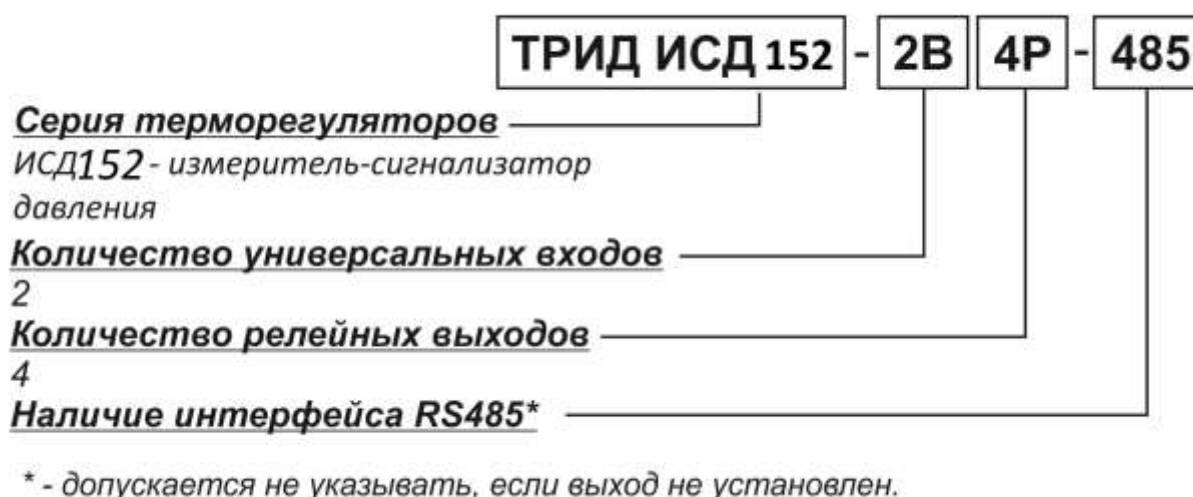 ТРИД ИСД 152 - 2В 4Р - 485
Серия терморегуляторов
ИСД152 - измеритель-сигнализатор
давления
Количество универсальных входов
2
Количество релейных выходов
4
Наличие интерфейса RS485*
* - допускается не указывать, если выход не установлен.